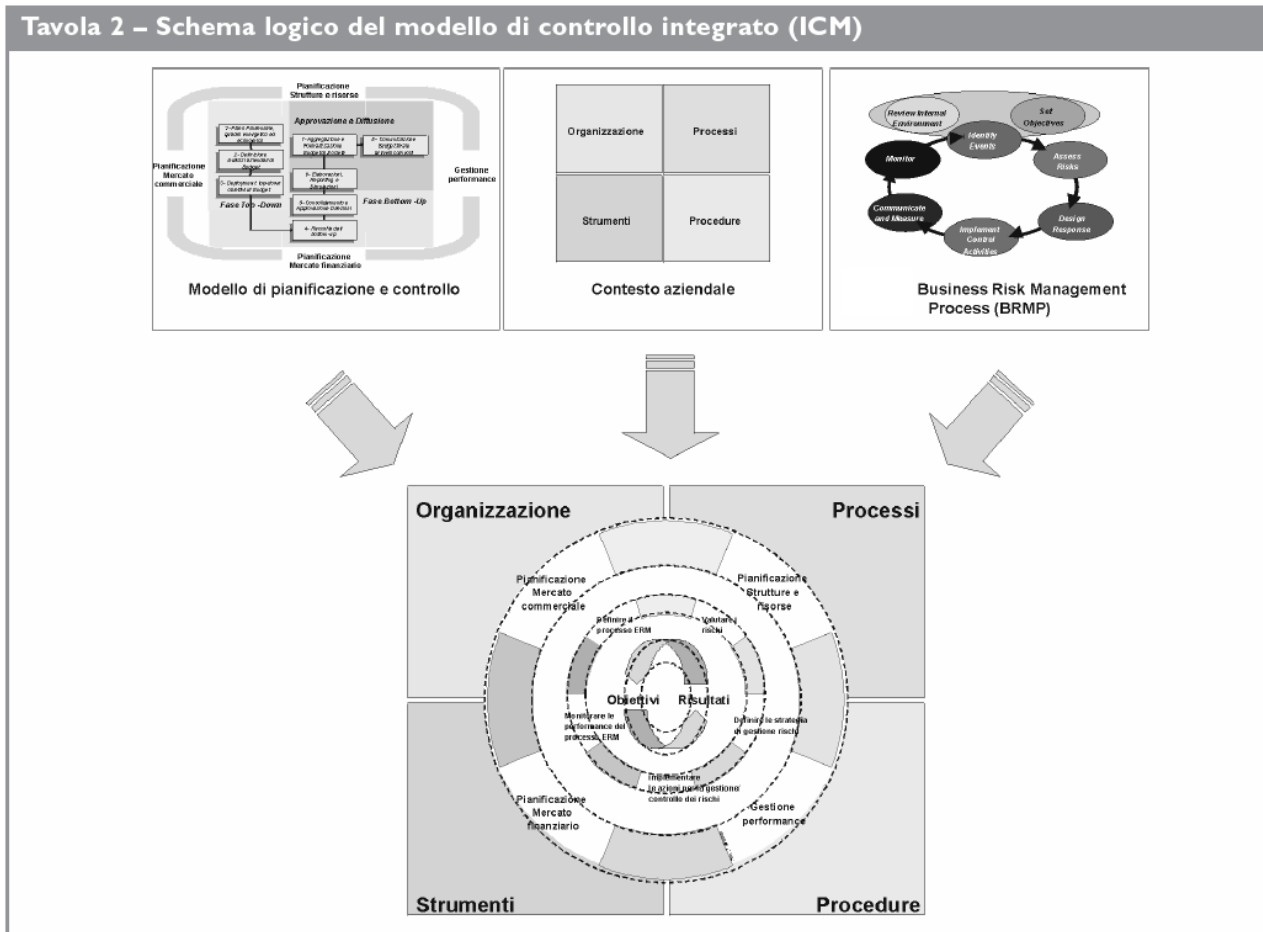 Tavola 2 – Schema logico del modello di controllo integrato (ICM)
Pianificazione
Strutture e risorse
Approvazione e Diffusione
Pianificazione
Mercato
commerciale
Gestione
performance
Fase Top -Down
Fase Bottom -Up
Pianificazione
Mercato finanziario
Modello di pianificazione e controllo
Organizzazione
Processi
Strumenti
Procedure
Contesto aziendale
Review Internal
Environment
Set
Objectives
Identify
Events
Monitor
Assess
Risks
Communicate
and Measure
Design
Response
Implement
Control
Activities
Business Risk Management
Process (BRMP)
Organizzazione
Processi
Pianificazione
Mercato
commerciale
Pianificazione
Strutture e
risorse
Definire il
processo ERM
Valutare i
rischi
Obiettivi
Risultati
Monitorare le
performance del
processo ERM
Definire le strategia
di gestione rischi
Implementare
le azioni per la gestione
controllo dei rischi
Pianificazione
Mercato
finanziario
Gestione
performance
Strumenti
Procedure